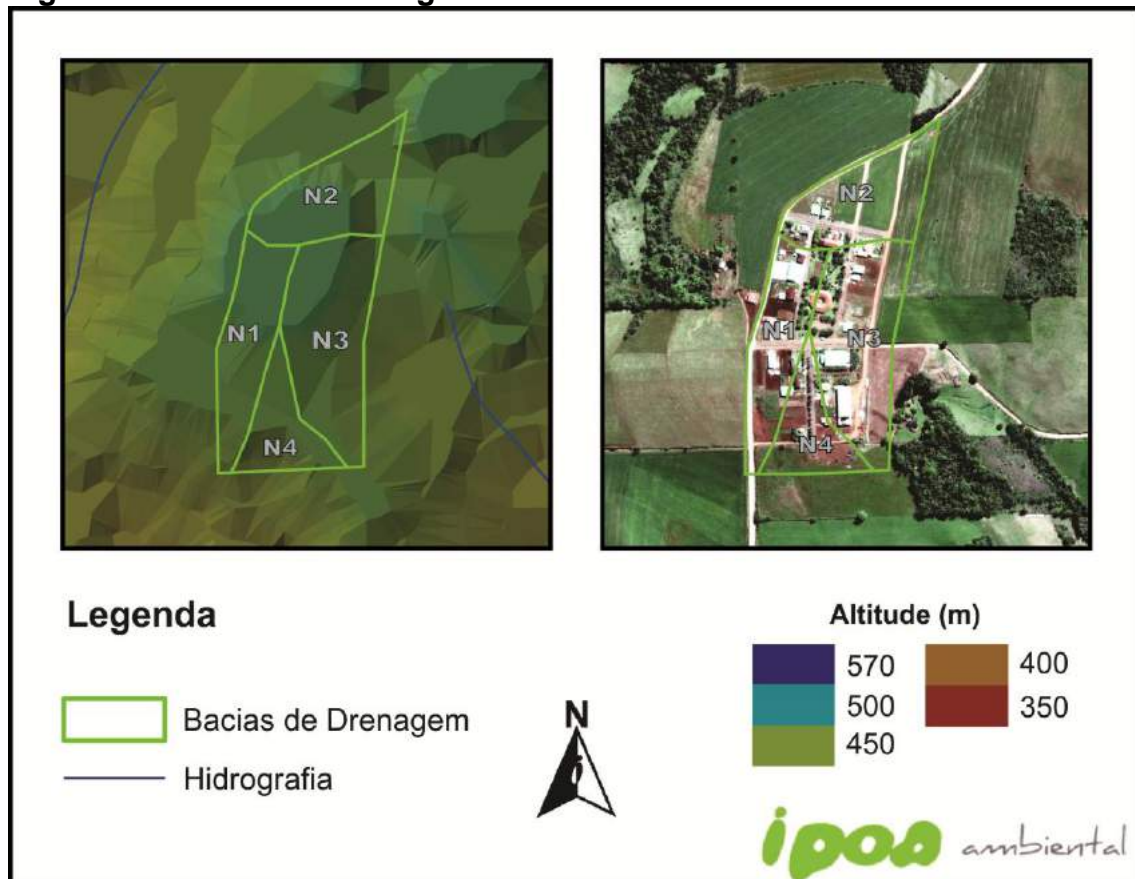 N2
N1
N3
N4
N2
N1
N3
N4
Legenda
Bacias de Drenagem
Hidrografia
N
Altitude (m)
570
500
450
400
350
ipoa ambiental